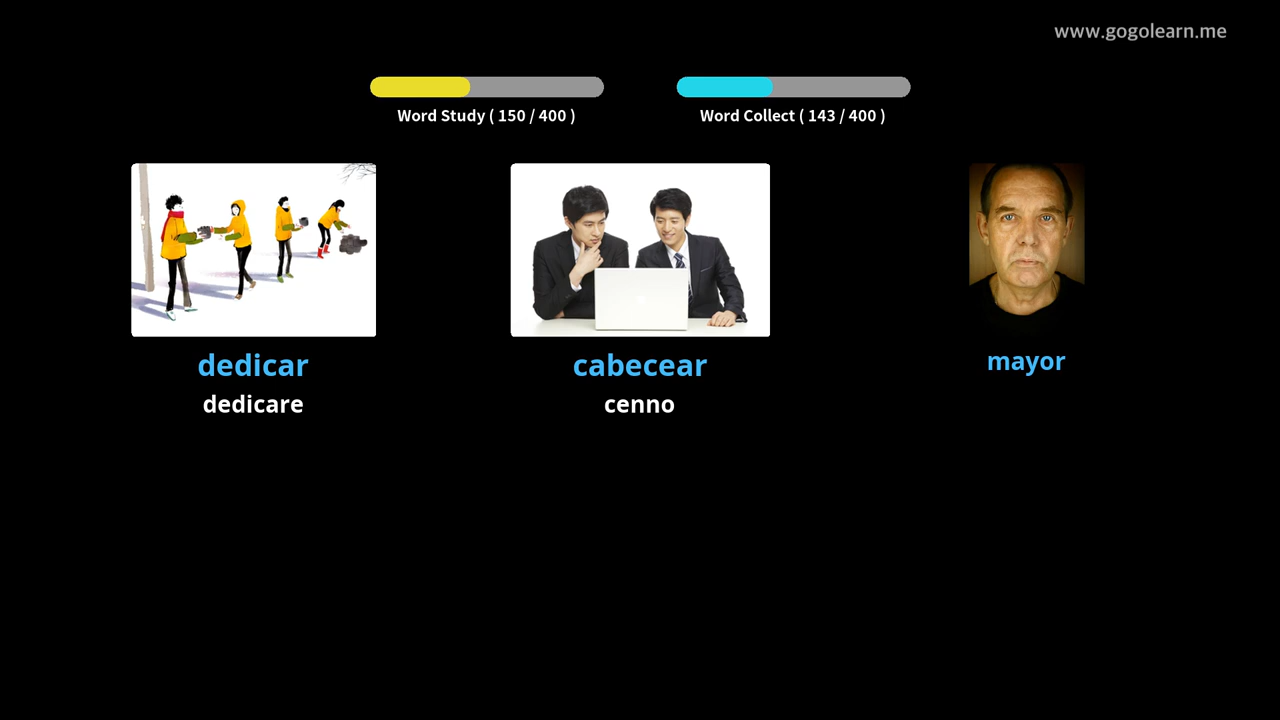 www.gogolearn.me
Word Study ( 150 / 400 )
Word Collect ( 143 / 400 )
dedicar
dedicare
cabecear
cenno
mayor